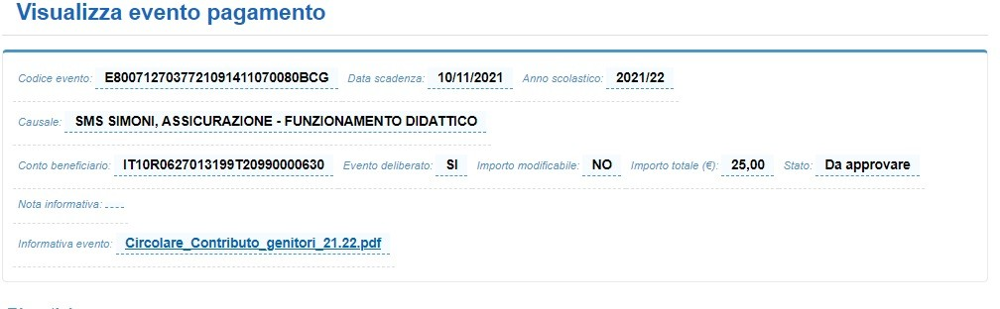 Visualizza evento pagamento
Codice evento: E8007127037721091411070080BCG Data scadenza: 10/11/2021 Anno scolastico: 2021/22
Causale: SMS SIMONI, ASSICURAZIONE - FUNZIONAMENTO DIDATTICO
Conto beneficiario: IT10R0627013199T20990000630 Evento deliberato: SI Importo modificabile: NO Importo totale (€): 25,00 Stato: Da approvare
Nota informativa:
Informativa evento: Circolare_Contributo_genitori_21.22.pdf